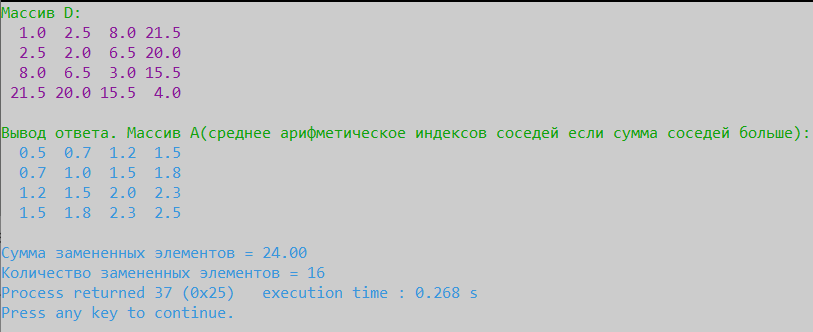 Массив D:
1.0 2.5 8.0 21.5
2.5 2.0 6.5 20.0
8.0 6.5 3.0 15.5
21.5 20.0 15.5 4.0
Вывод ответа. Массив А(среднее арифметическое индексов соседей если сумма соседей больше):
0.5 0.7 1.2 1.5
0.7 1.0 1.5 1.8
1.2 1.5 2.0 2.3
1.5 1.8 2.3 2.5
Сумма замененных элементов = 24.00
Количество замененных элементов = 16
Process returned 37 (0x25) execution time : 0.268 s
Press any key to continue.